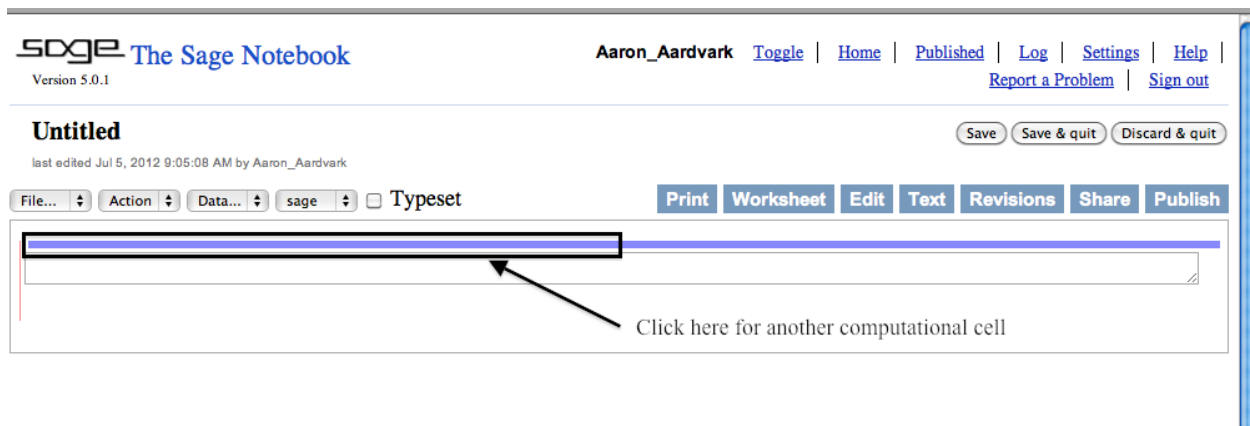 sage The Sage Notebook
Version 5.0.1
Aaron_Aardvark Toggle | Home | Published | Log | Settings | Help |
Report a Problem | Sign out
Untitled
last edited Jul 5, 2012 9:05:08 AM by Aaron_Aardvark
Save Save & quit Discard & quit
File... Action Data... sage Typeset
Print Worksheet Edit Text Revisions Share Publish
Click here for another computational cell